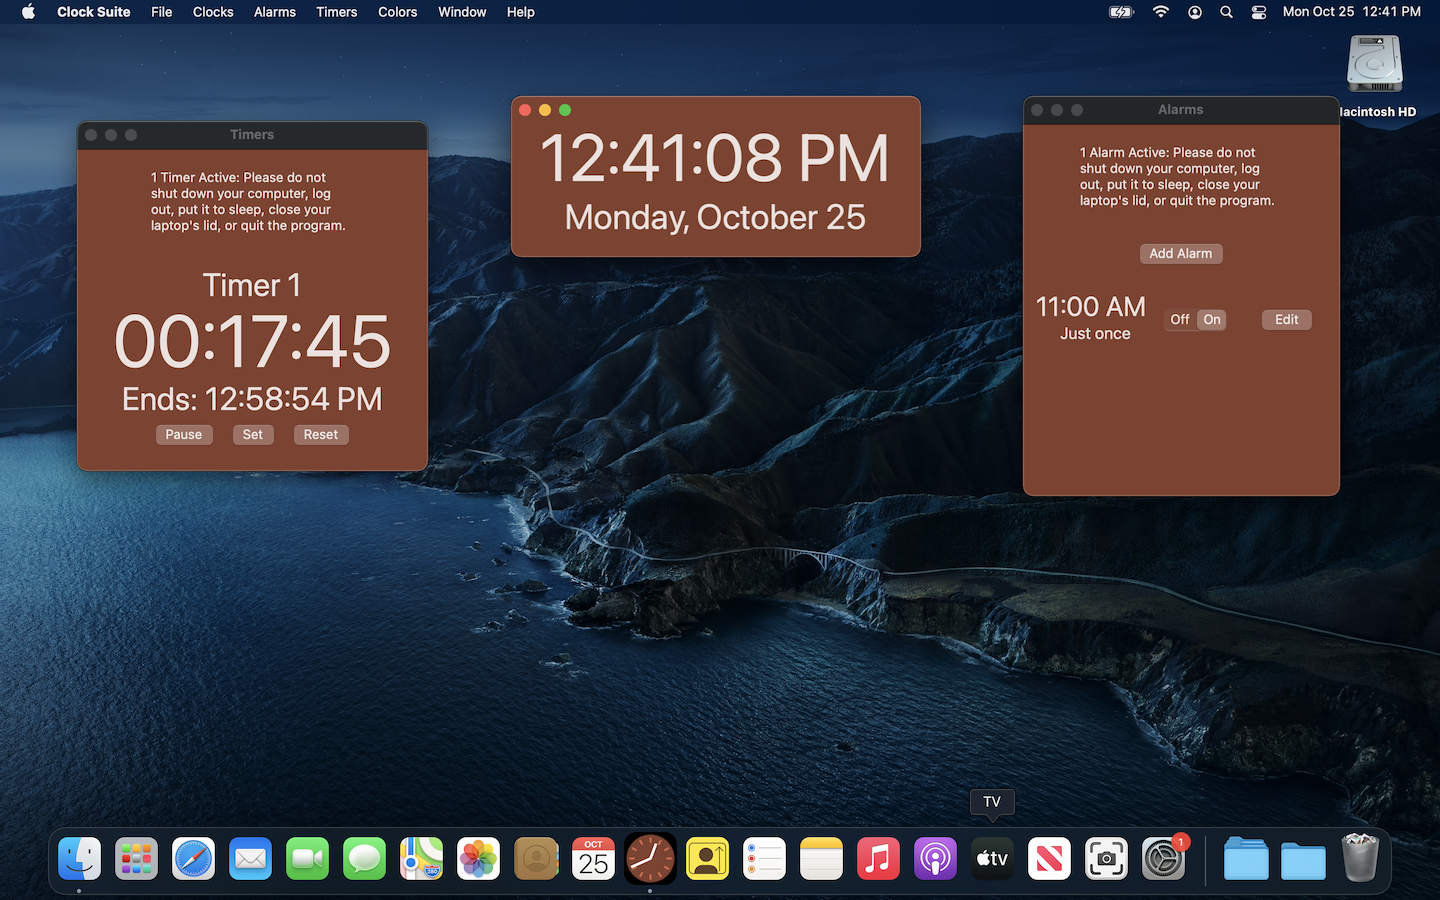 Clock Suite File Clocks Alarms Timers Colors Window Help
Mon Oct 25 12:41 PM
acintosh HD
Timers
1 Timer Active: Please do not
shut down your computer, log
out, put it to sleep, close your
laptop's lid, or quit the program.
Timer 1
00:17:45
Ends: 12:58:54 PM
Pause Set Reset
12:41:08 PM
Monday, October 25
Alarms
1 Alarm Active: Please do not
shut down your computer, log
out, put it to sleep, close your
laptop's lid, or quit the program.
Add Alarm
11:00 AM
Just once
Off On
Edit
TV
280
OCT
25
tv
1